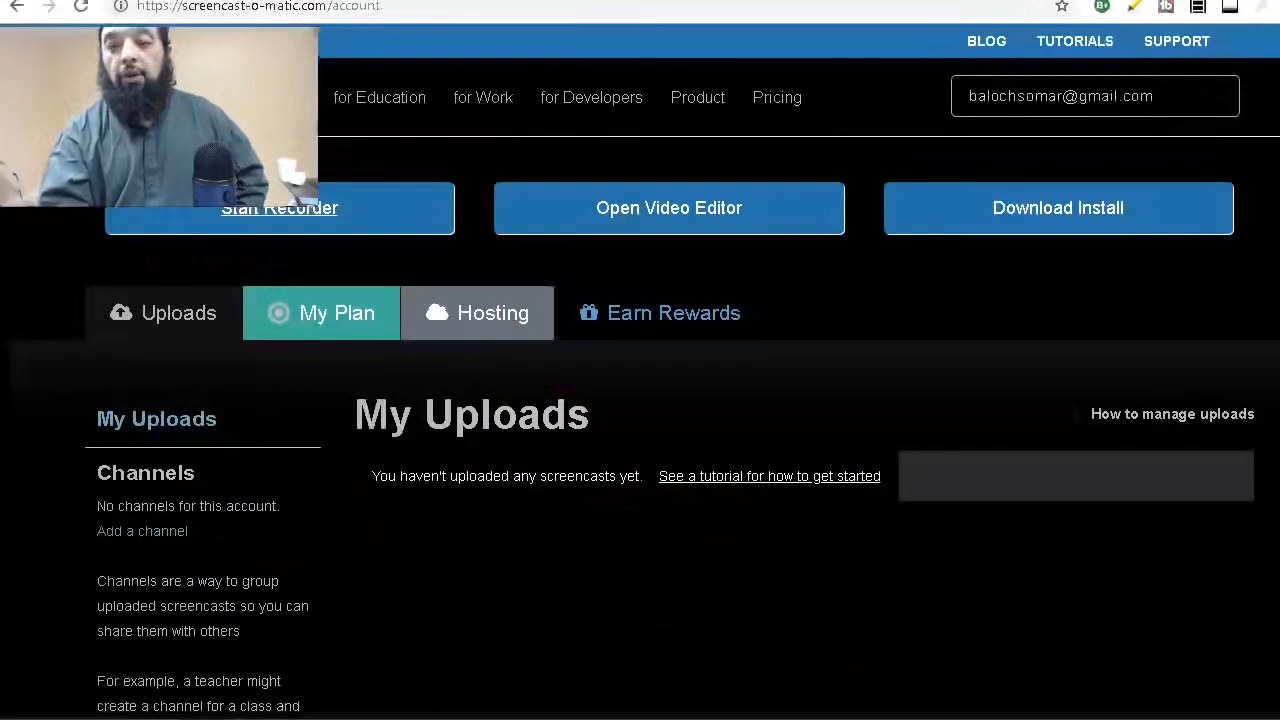 https://screencast-o-matic.com/account
BLOG TUTORIALS SUPPORT
for Education for Work for Developers Product Pricing
balochsomar@gmail.com
Start Recorder Open Video Editor Download Install
Uploads My Plan Hosting Earn Rewards
My Uploads
Channels
No channels for this account.
Add a channel
Channels are a way to group
uploaded screencasts so you can
share them with others
For example, a teacher might
create a channel for a class and
My Uploads
How to manage uploads
You haven't uploaded any screencasts yet. See a tutorial for how to get started